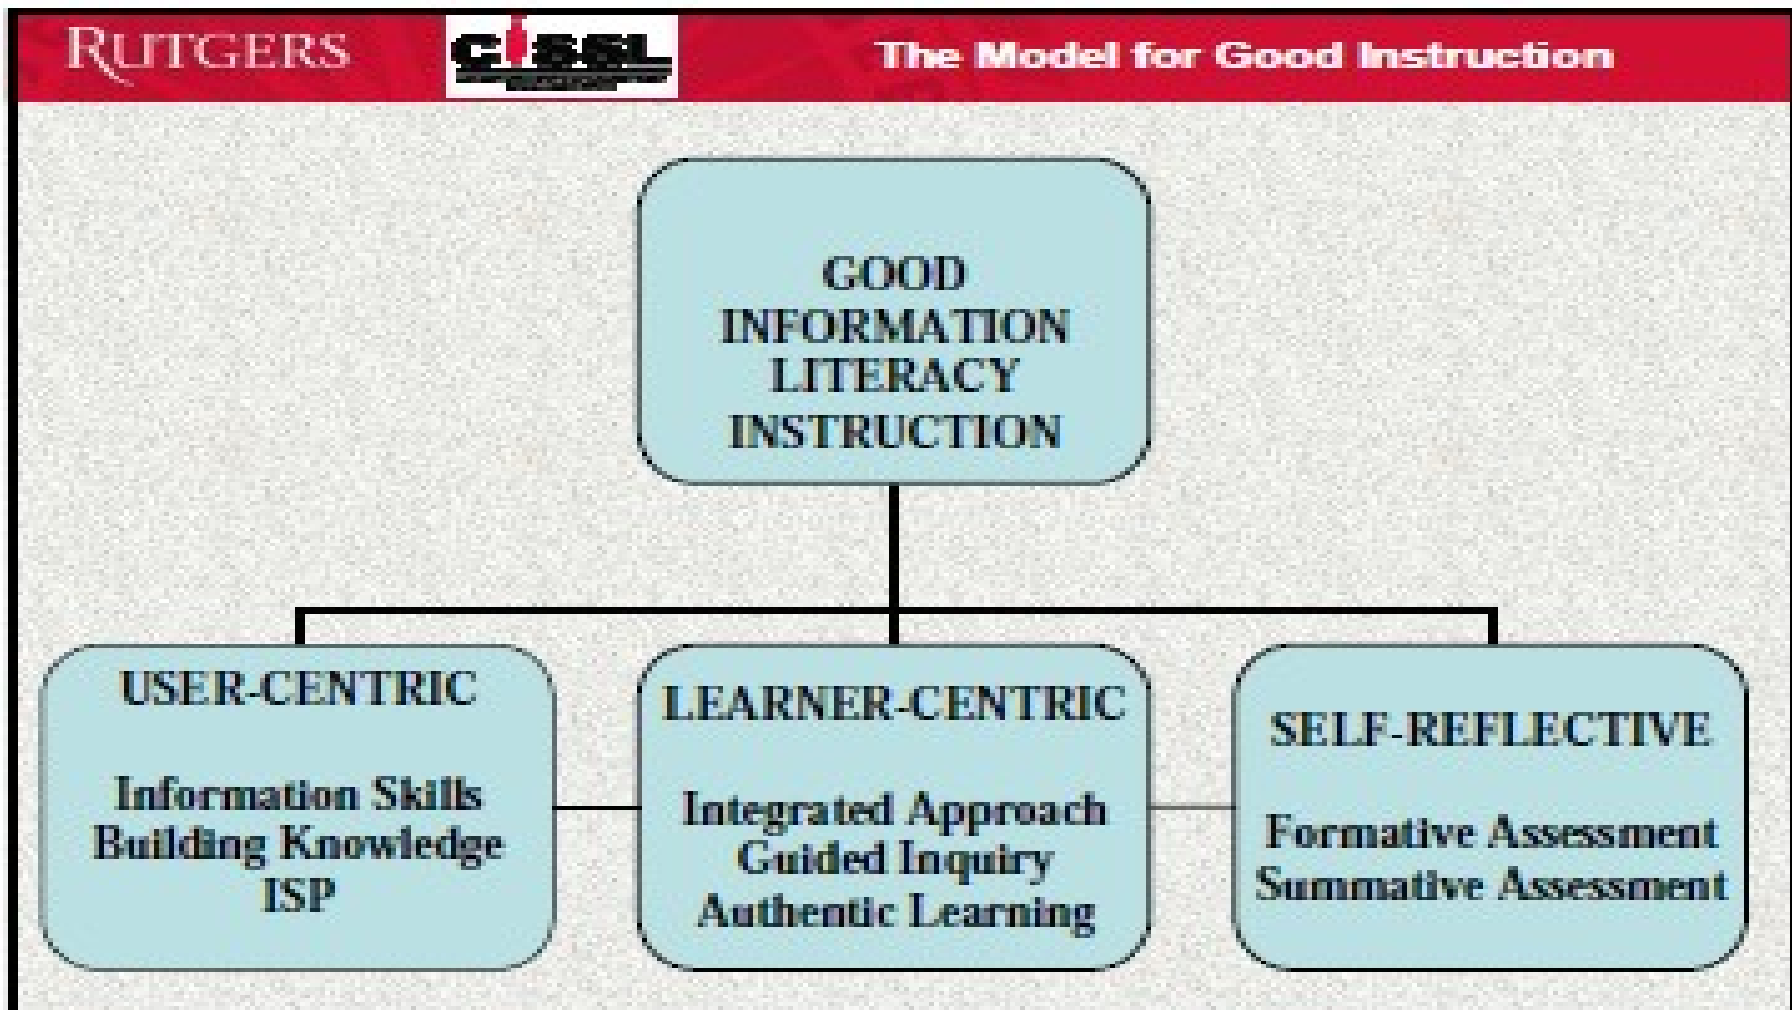 RUTGERS
CiSSL
The Model for Good Instruction
GOOD
INFORMATION
LITERACY
INSTRUCTION
USER-CENTRIC
Information Skills
Building Knowledge
ISP
LEARNER-CENTRIC
Integrated Approach
Guided Inquiry
Authentic Learning
SELF-REFLECTIVE
Formative Assessment
Summative Assessment